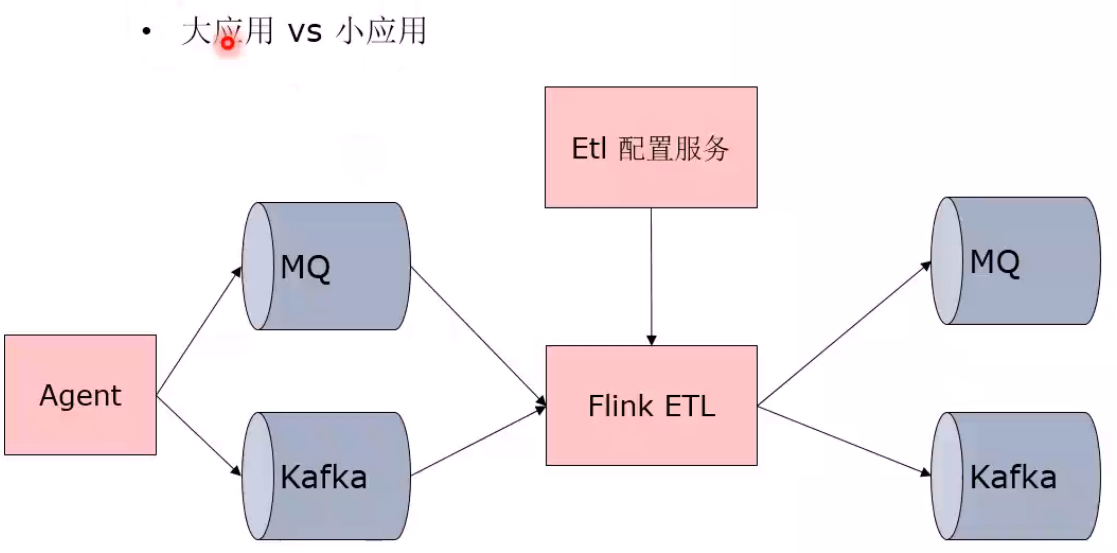 • 大应用 vs 小应用
Etl 配置服务
MQ
MQ
Agent
Flink ETL
Kafka
Kafka